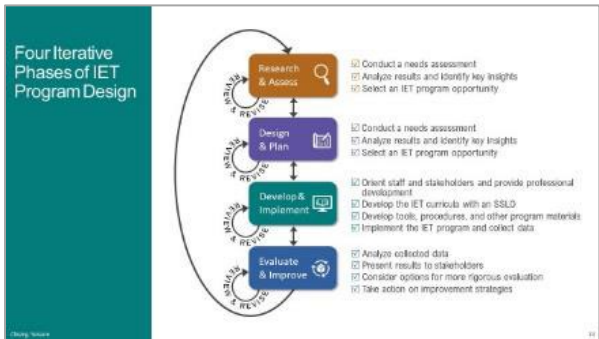 Four Iterative
Phases of IET
Program Design
Research
& Assess
REVIEW & REVISE
Conduct a needs assessment
Analyze results and identify key insights
Select an IET program opportunity
Design
& Plan
REVIEW & REVISE
Conduct a needs assessment
Analyze results and identify key insights
Select an IET program opportunity
Develop &
Implement
REVIEW & REVISE
Orient staff and stakeholders and provide professional
development
Develop the IET curricula with an SSLO
Develop tools, procedures, and other program materials
Implement the IET program and collect data
Evaluate
& Improve
REVIEW & REVISE
Analyze collected data
Present results to stakeholders
Consider options for more rigorous evaluation
Take action on improvement strategies